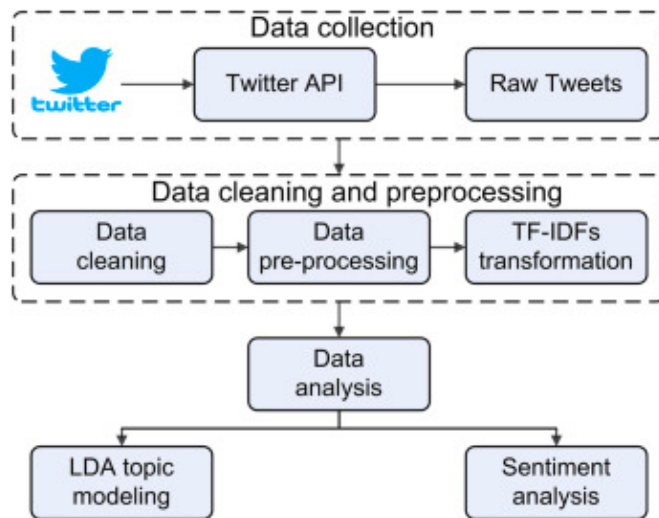 Data collection
twitter
Twitter API
Raw Tweets
Data cleaning and preprocessing
Data
cleaning
Data
pre-processing
TF-IDFs
transformation
Data
analysis
LDA topic
modeling
Sentiment
analysis